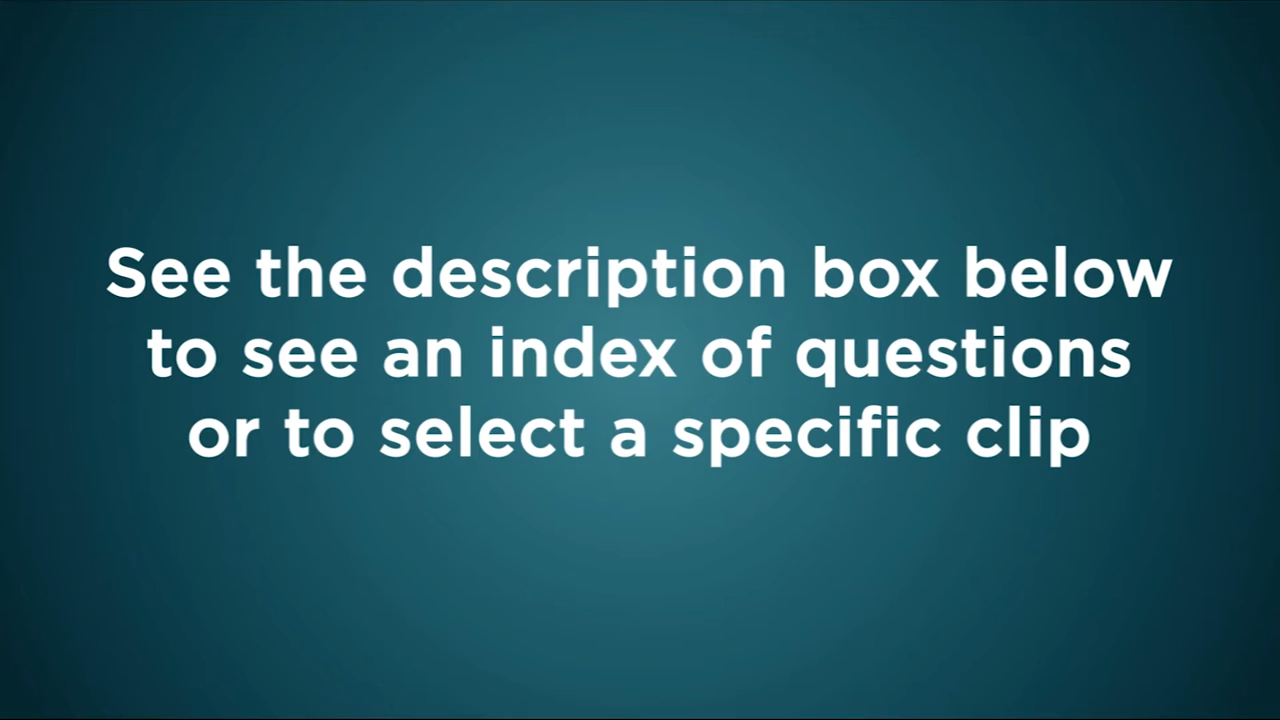 See the description box below
to see an index of questions
or to select a specific clip